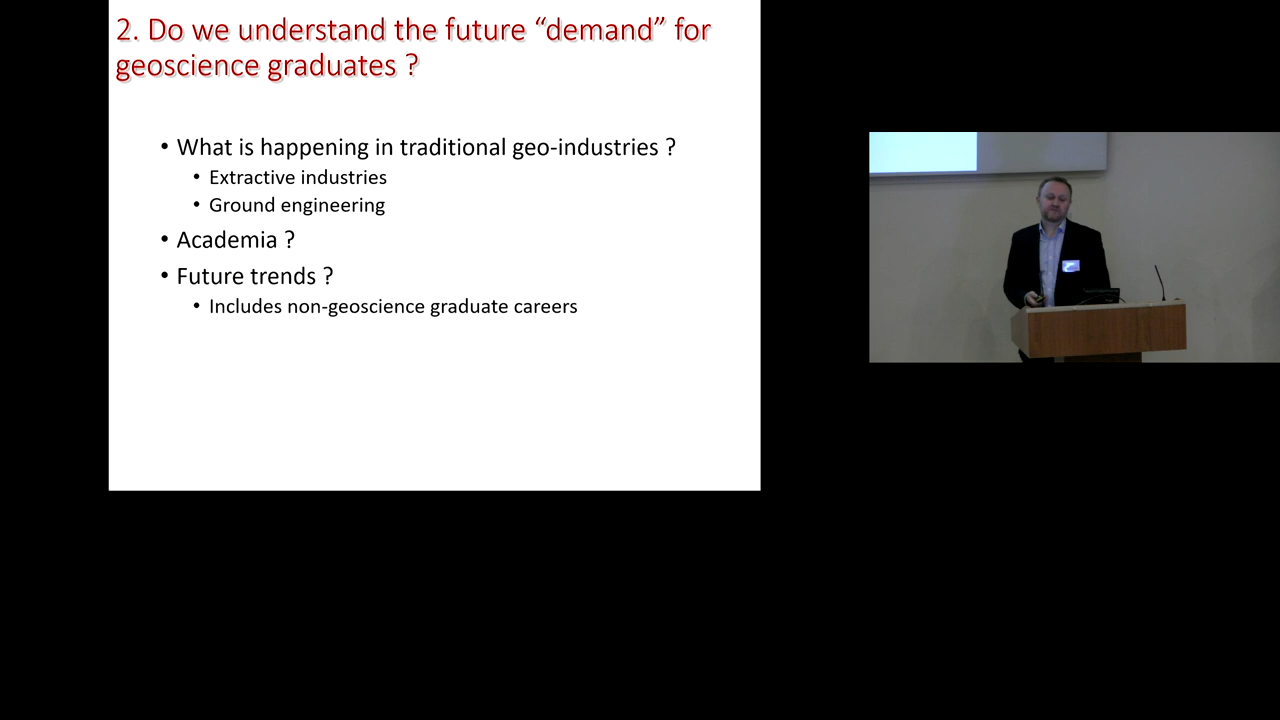 2. Do we understand the future “demand” for
geoscience graduates ?
• What is happening in traditional geo-industries ?
• Extractive industries
• Ground engineering
• Academia ?
• Future trends ?
• Includes non-geoscience graduate careers